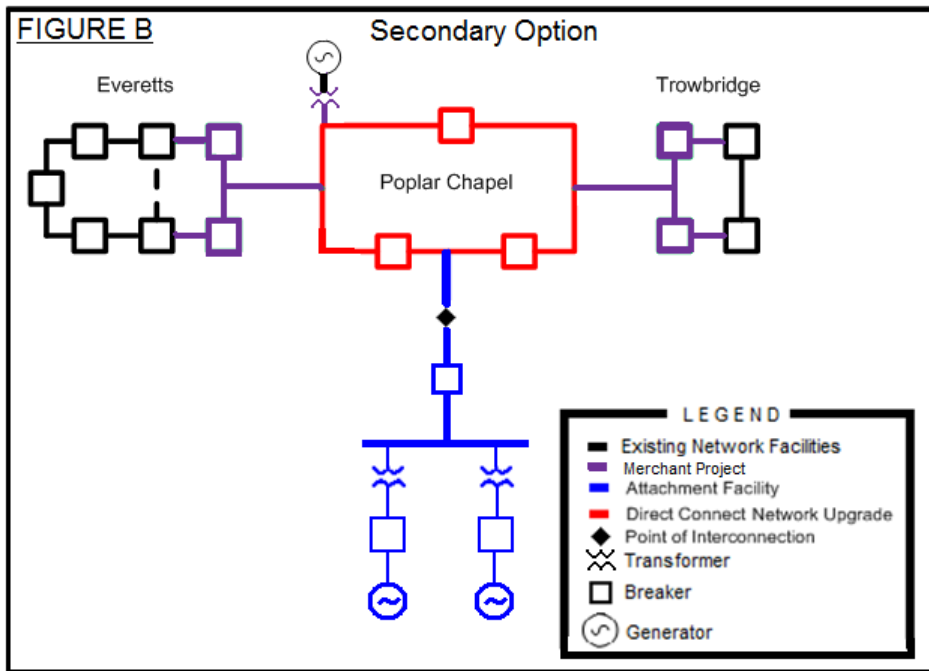 FIGURE B
Secondary Option
Everetts
Trowbridge
Poplar Chapel
LEGEND
Existing Network Facilities
Merchant Project
Attachment Facility
Direct Connect Network Upgrade
Point of Interconnection
Transformer
Breaker
Generator